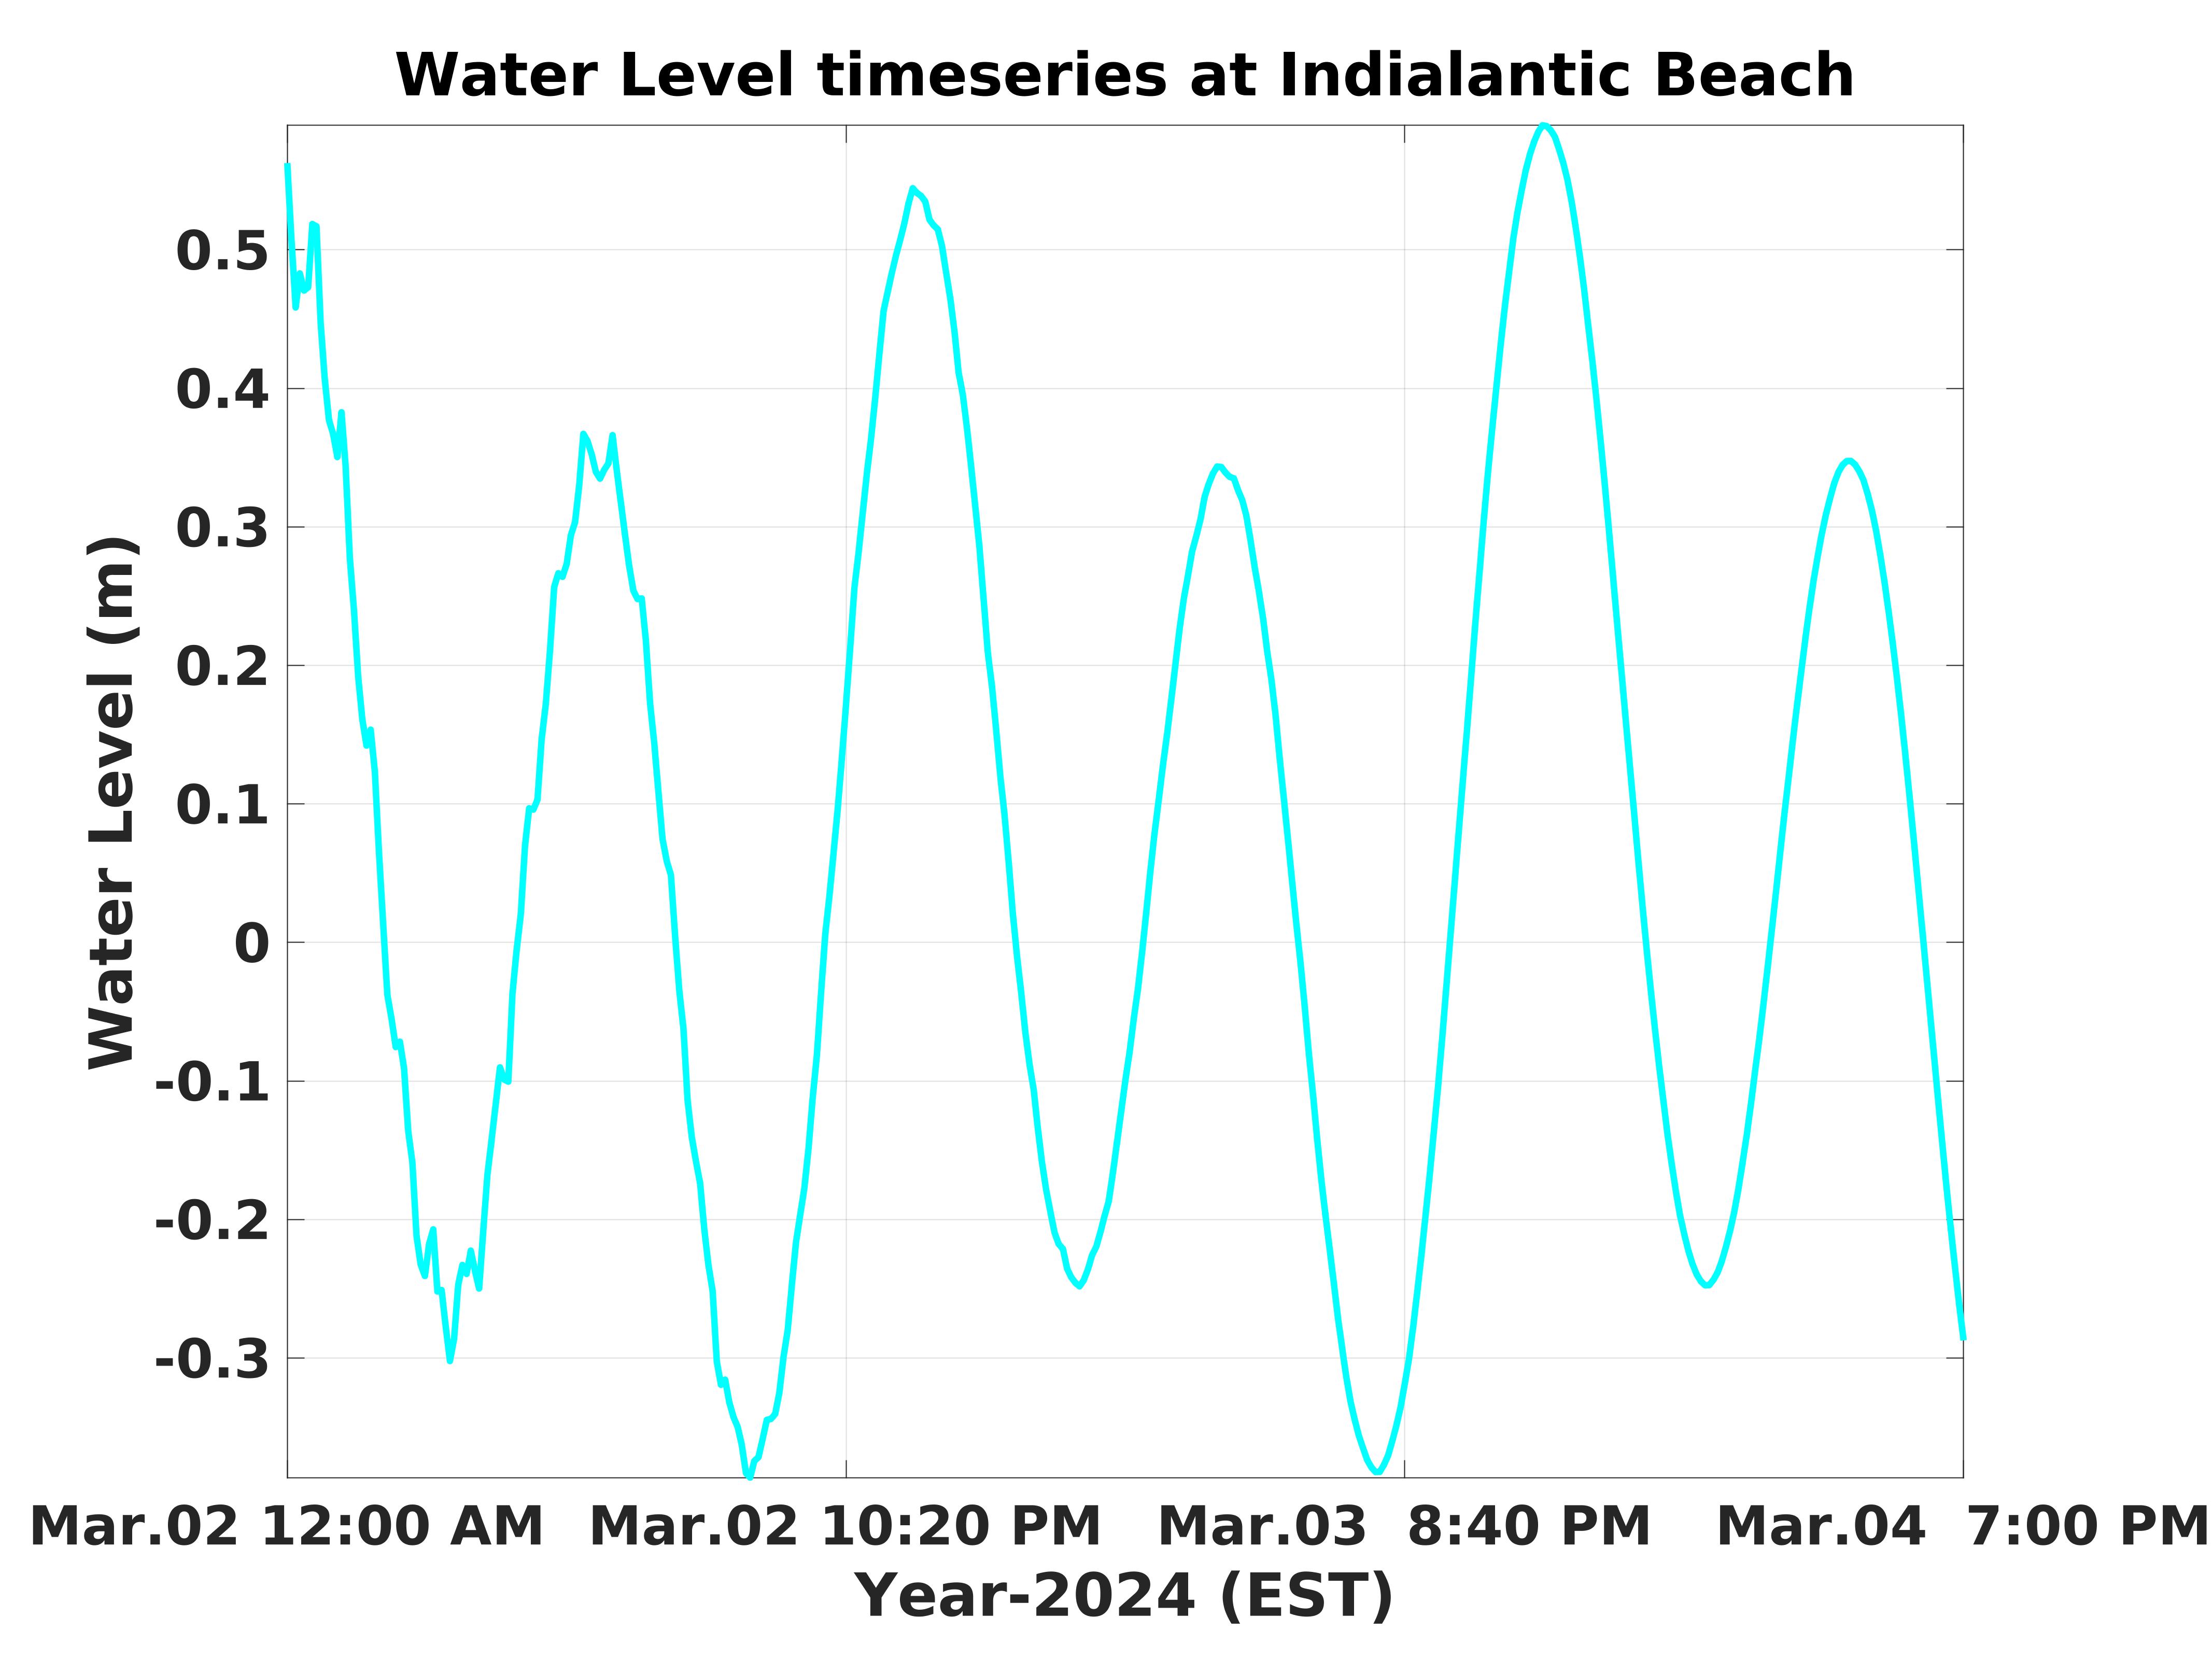 Water Level timeseries at Indialantic Beach
Water Level (m)
0.5
0.4
0.3
0.2
0.1
0
-0.1
-0.2
-0.3
Mar.02 12:00 AM Mar.02 10:20 PM Mar.03 8:40 PM Mar.04 7:00 PM
Year-2024 (EST)